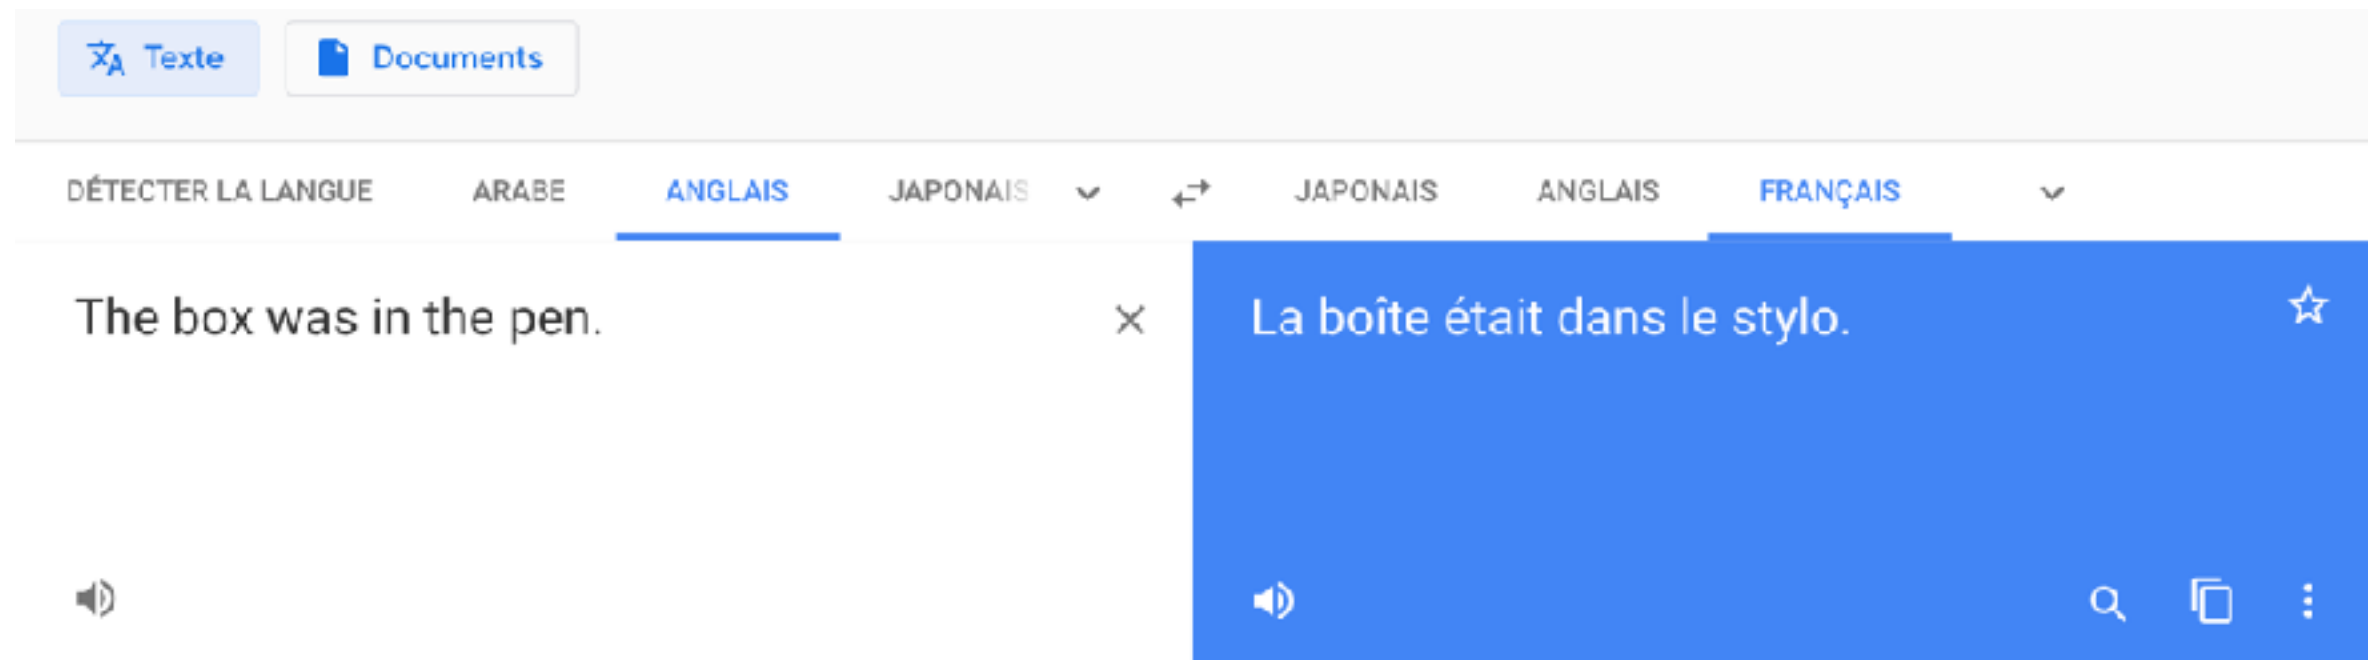 Texte Documents
DÉTECTER LA LANGUE ARABE ANGLAIS JAPONAIS JAPONAIS ANGLAIS FRANÇAIS
The box was in the pen.
La boîte était dans le stylo.